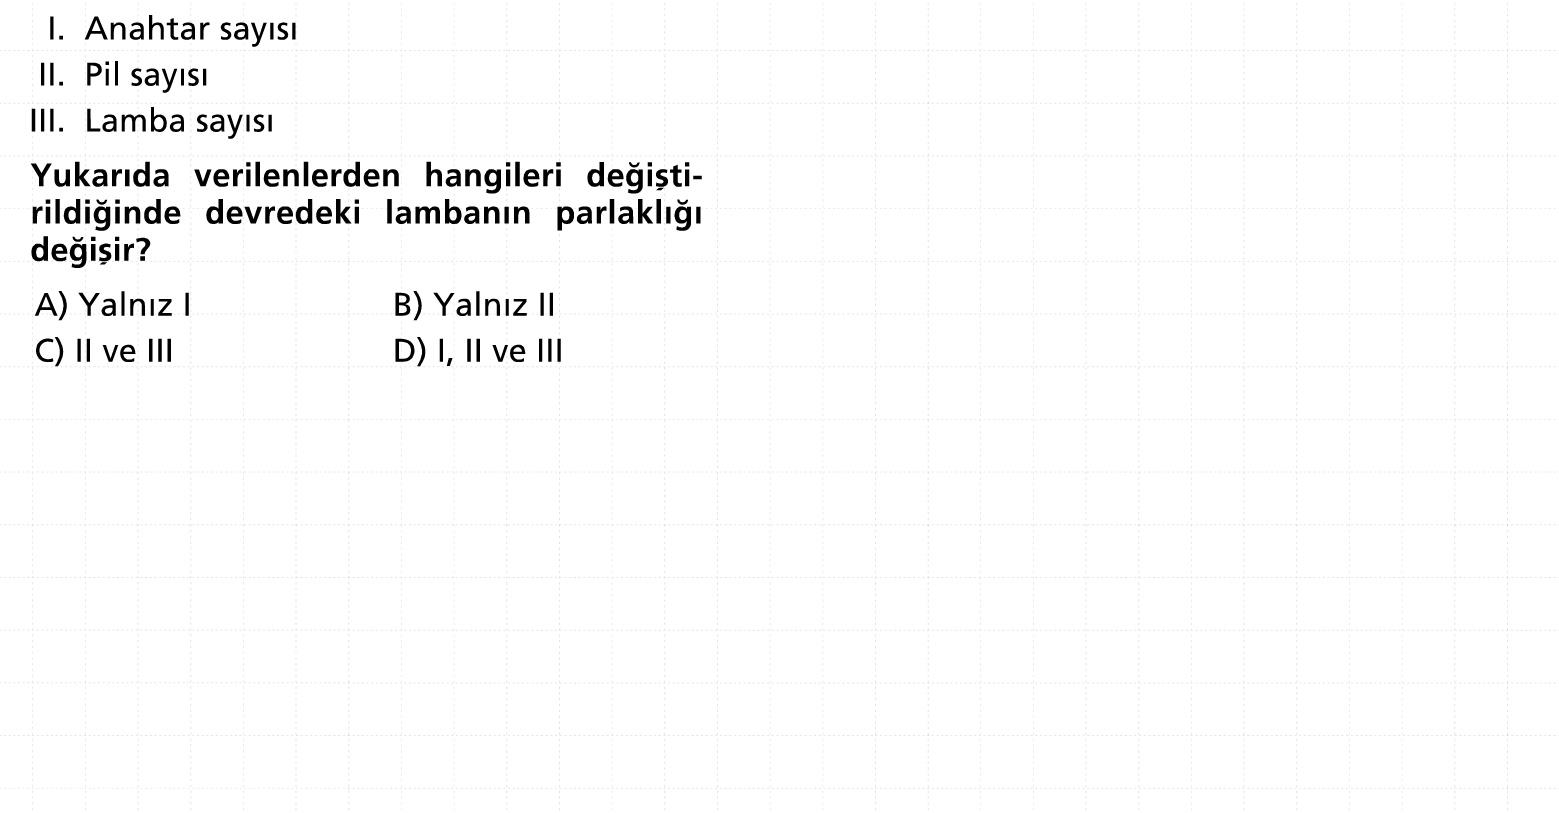 I. Anahtar sayısı
II. Pil sayısı
III. Lamba sayısı
Yukarıda verilenlerden hangileri değişti-
rildiğinde devredeki lambanın parlaklığı
değişir?
A) Yalnız I B) Yalnız II
C) II ve III D) I, II ve III